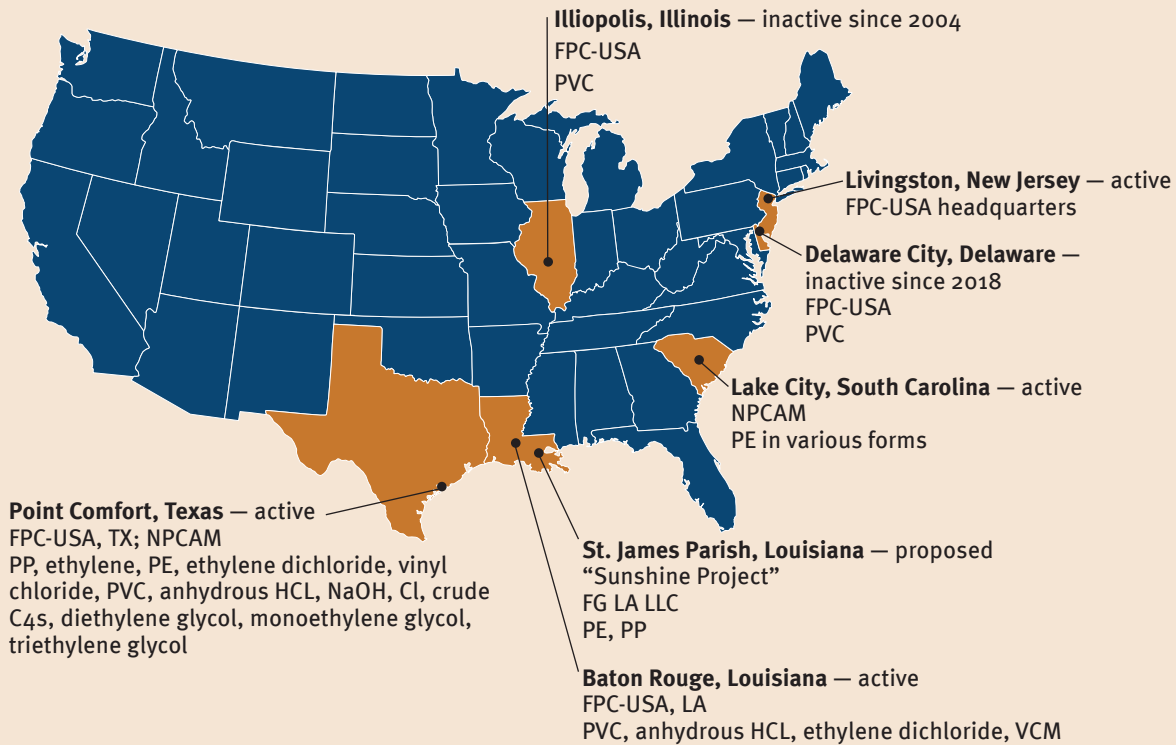 Illiopolis, Illinois — inactive since 2004
FPC-USA
PVC
Livingston, New Jersey — active
FPC-USA headquarters
Delaware City, Delaware —
inactive since 2018
FPC-USA
PVC
Lake City, South Carolina — active
NPCAM
PE in various forms
Point Comfort, Texas — active
FPC-USA, TX; NPCAM
PP, ethylene, PE, ethylene dichloride, vinyl
chloride, PVC, anhydrous HCL, NaOH, Cl, crude
C4s, diethylene glycol, monoethylene glycol,
triethylene glycol
St. James Parish, Louisiana — proposed
“Sunshine Project”
FG LA LLC
PE, PP
Baton Rouge, Louisiana — active
FPC-USA, LA
PVC, anhydrous HCL, ethylene dichloride, VCM